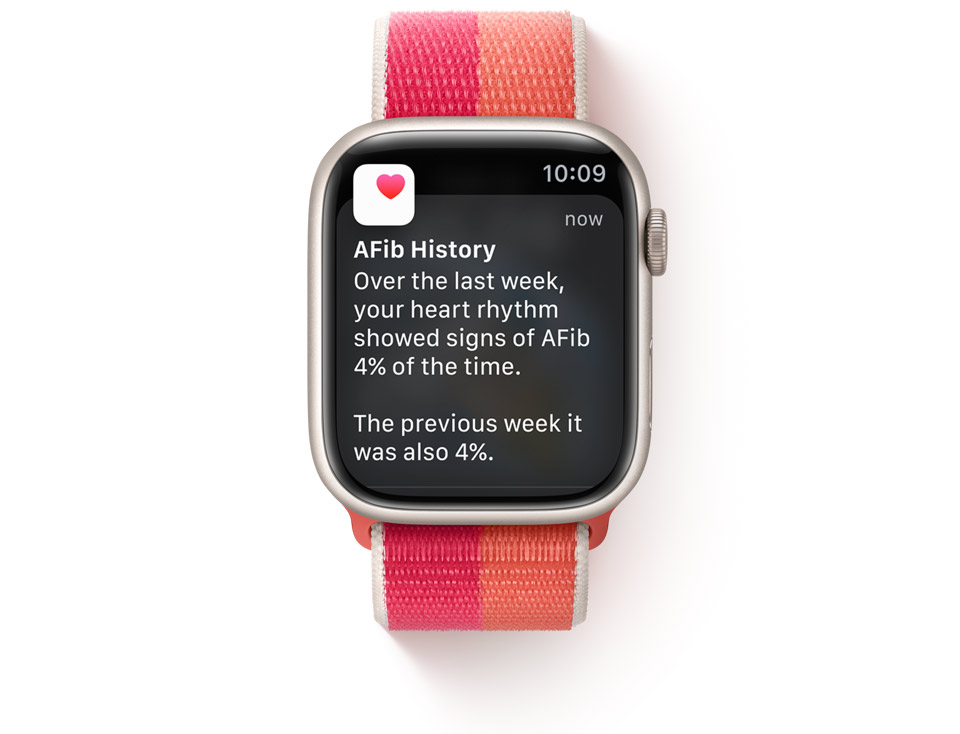 10:09
now
AFib History
Over the last week,
your heart rhythm
showed signs of AFib
4% of the time.
The previous week it
was also 4%.